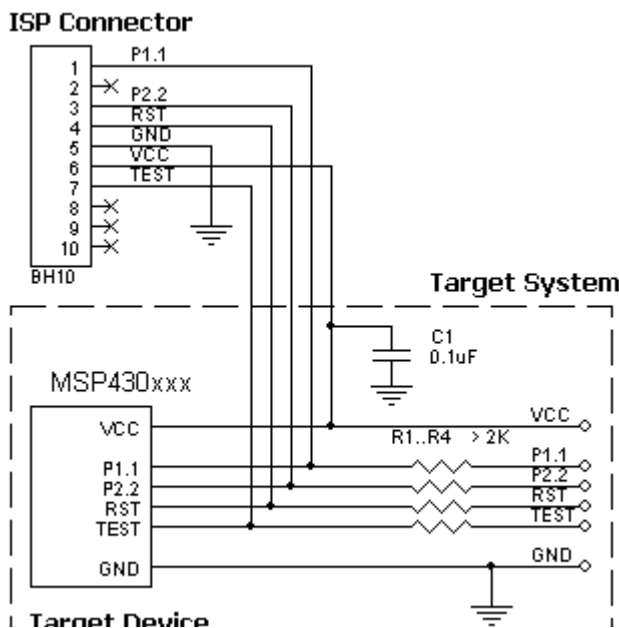 ISP Connector
1 P1.1
2
3 P2.2
4 RST
5 GND
6 VCC
7 TEST
8
9
10
BH10
Target System
C1
0.1uF
MSP430xxx
VCC VCC
R1..R4 > 2K
P1.1 P1.1
P2.2 P2.2
RST RST
TEST TEST
GND GND
Target Device